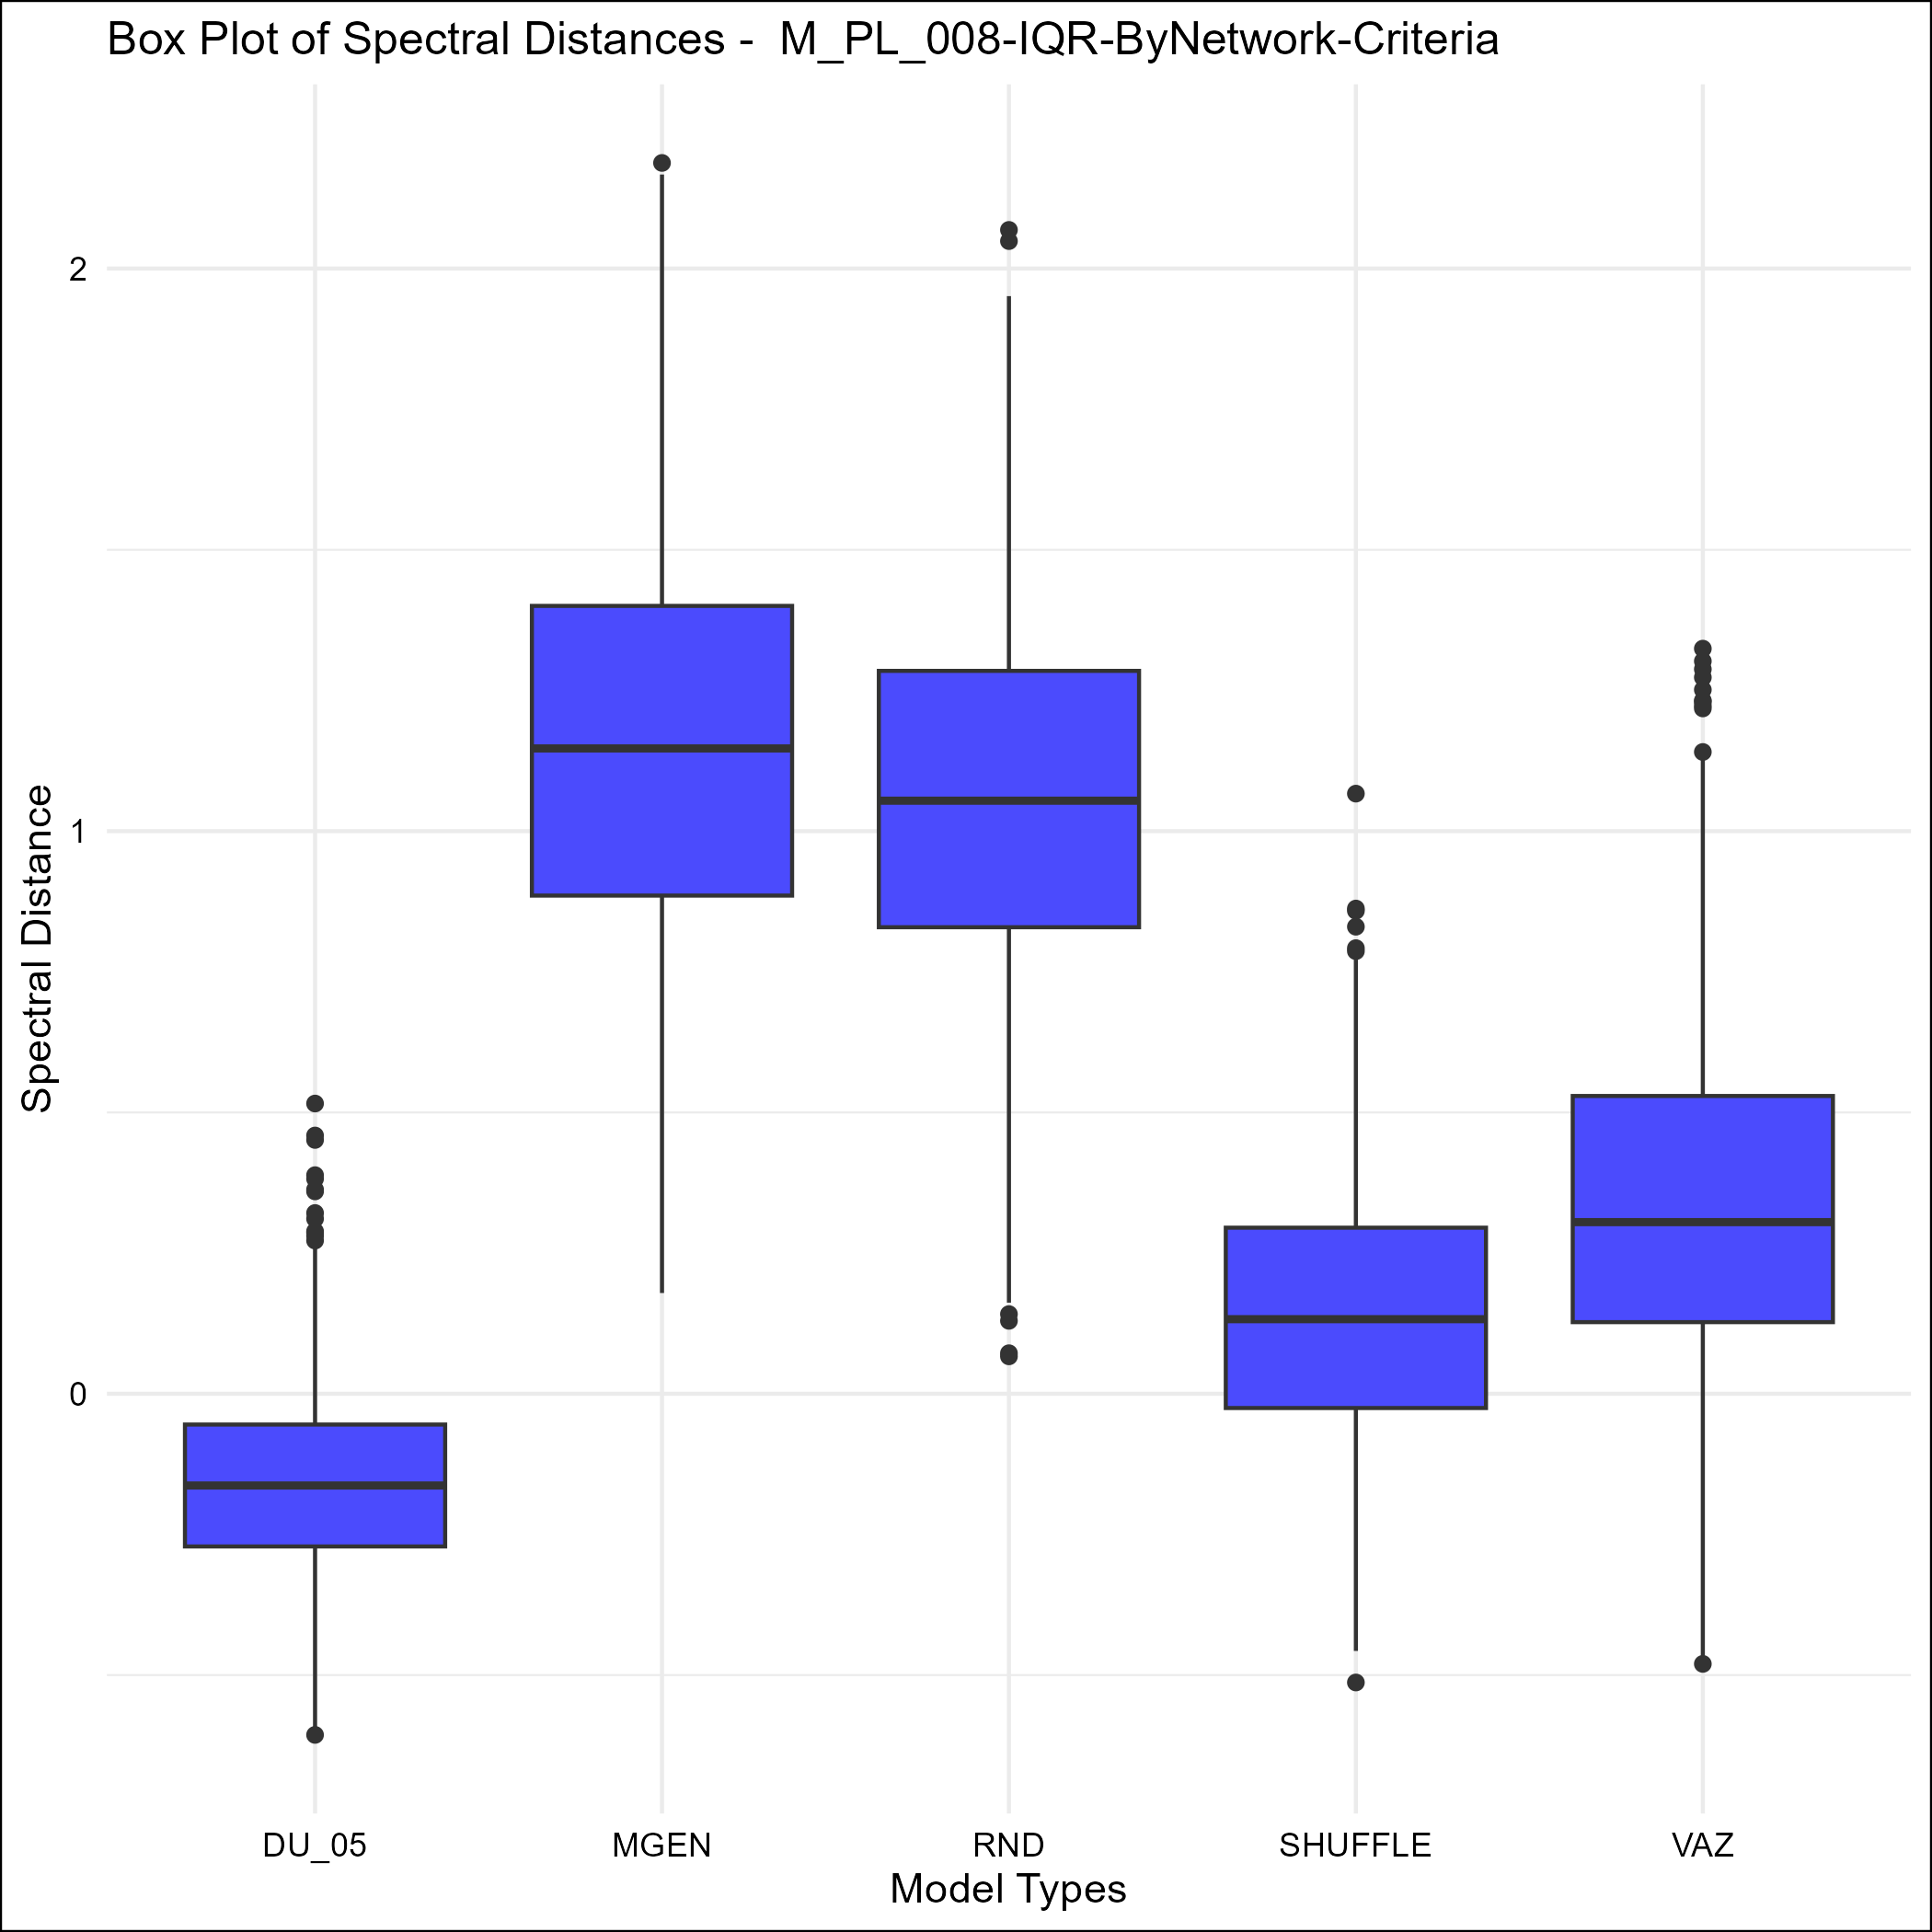 Box Plot of Spectral Distances -  M_PL_008-IQR-ByNetwork-Criteria
Spectral Distance
2
1
0
DU_05 MGEN RND SHUFFLE VAZ
Model Types